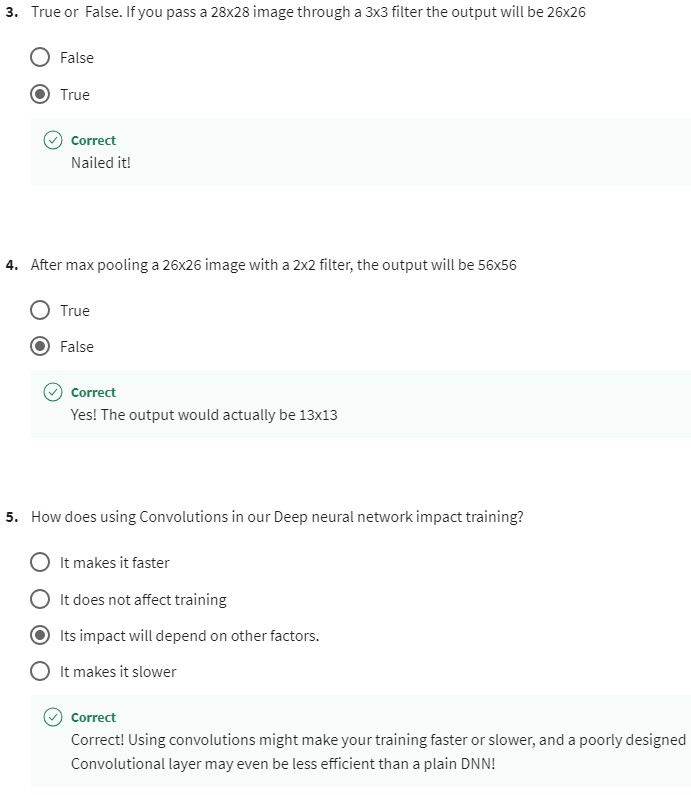 3. True or False. If you pass a 28x28 image through a 3x3 filter the output will be 26x26
False
True
Correct
Nailed it!
4. After max pooling a 26x26 image with a 2x2 filter, the output will be 56x56
True
False
Correct
Yes! The output would actually be 13x13
5. How does using Convolutions in our Deep neural network impact training?
It makes it faster
It does not affect training
Its impact will depend on other factors.
It makes it slower
Correct
Correct! Using convolutions might make your training faster or slower, and a poorly designed
Convolutional layer may even be less efficient than a plain DNN!